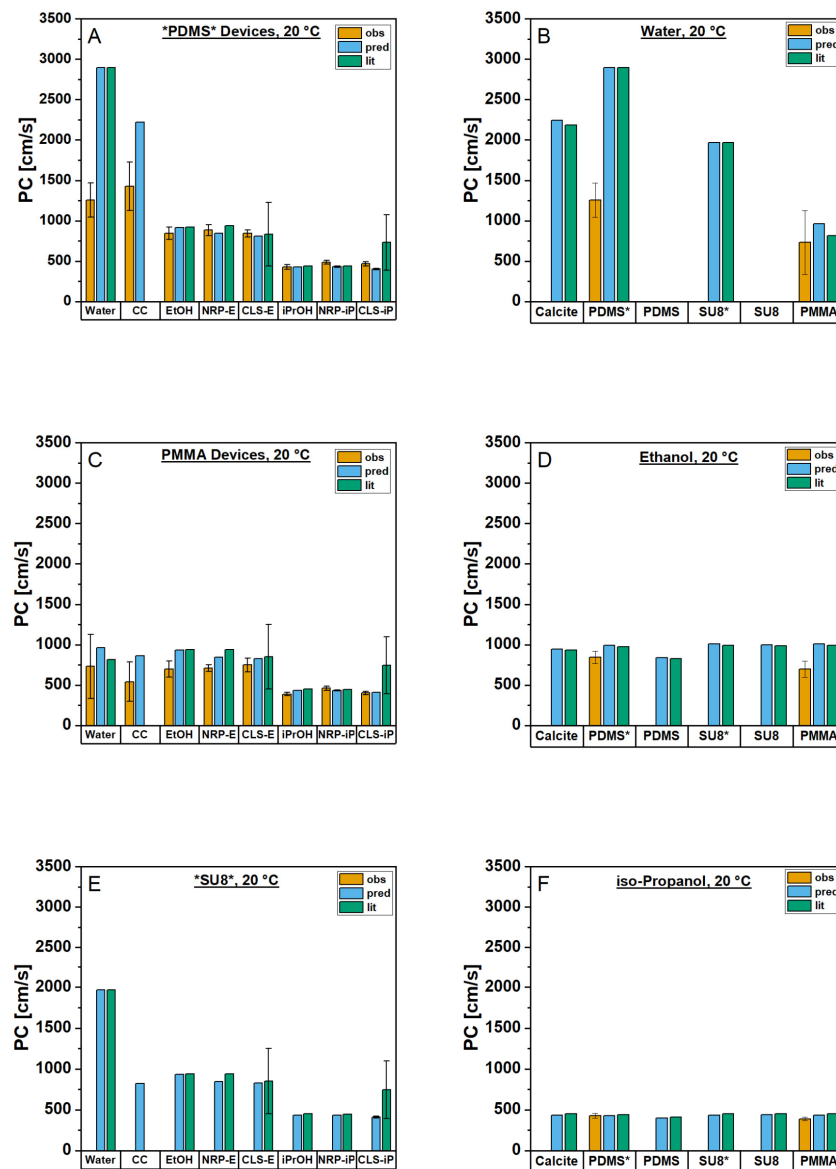 A
*PDMS* Devices, 20 °C
obs
pred
lit
3500
3000
2500
2000
1500
1000
500
0
PC [cm/s]
Water CC EtOH NRP-E CLS-E iPrOH NRP-iP CLS-iP
B
Water, 20 °C
obs
pred
lit
3500
3000
2500
2000
1500
1000
500
0
PC [cm/s]
Calcite PDMS* PDMS SU8* SU8 PMMA
C
PMMA Devices, 20 °C
obs
pred
lit
3500
3000
2500
2000
1500
1000
500
0
PC [cm/s]
Water CC EtOH NRP-E CLS-E iPrOH NRP-iP CLS-iP
D
Ethanol, 20 °C
obs
pred
lit
3500
3000
2500
2000
1500
1000
500
0
PC [cm/s]
Calcite PDMS* PDMS SU8* SU8 PMMA
E
*SU8*, 20 °C
obs
pred
lit
3500
3000
2500
2000
1500
1000
500
0
PC [cm/s]
Water CC EtOH NRP-E CLS-E iPrOH NRP-iP CLS-iP
F
iso-Propanol, 20 °C
obs
pred
lit
3500
3000
2500
2000
1500
1000
500
0
PC [cm/s]
Calcite PDMS* PDMS SU8* SU8 PMMA